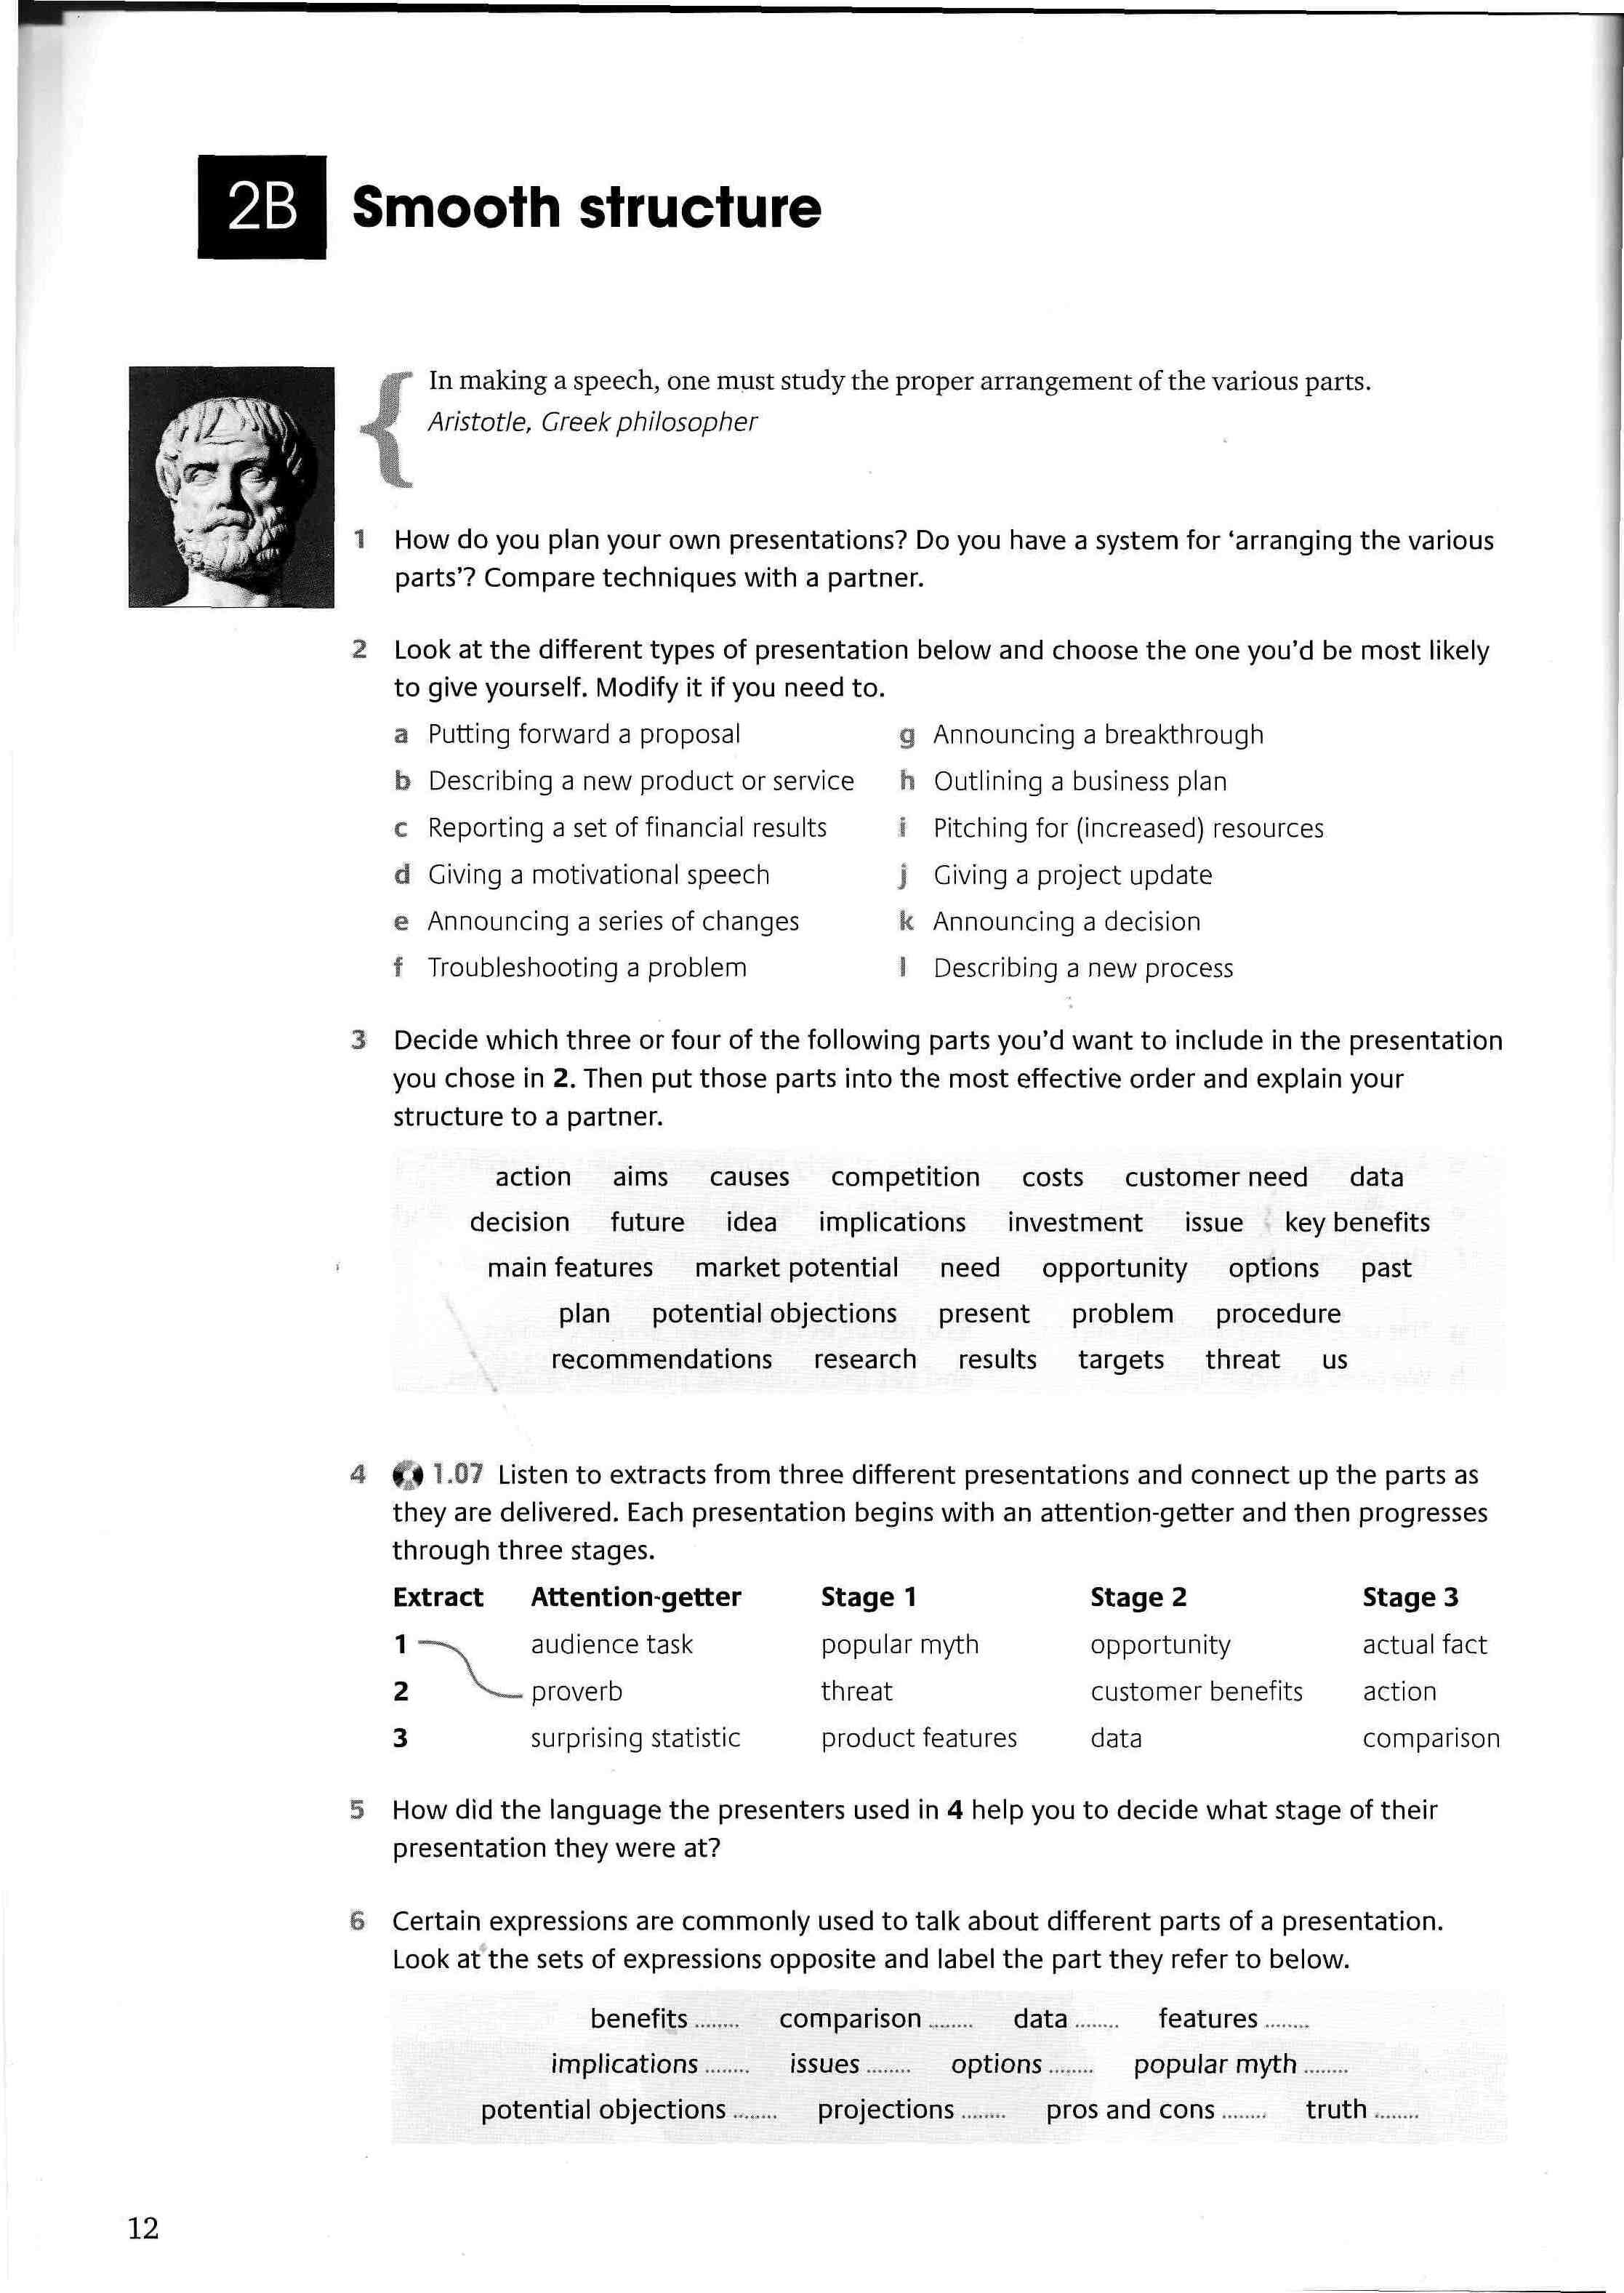 2B Smooth structure
In making a speech, one must study the proper arrangement of the various parts.
Aristotle, Greek philosopher
1 How do you plan your own presentations? Do you have a system for ‘arranging the various
parts’? Compare techniques with a partner.
2 Look at the different types of presentation below and choose the one you’d be most likely
to give yourself. Modify it if you need to.
a Putting forward a proposal
b Describing a new product or service
c Reporting a set of financial results
d Giving a motivational speech
e Announcing a series of changes
f Troubleshooting a problem
g Announcing a breakthrough
h Outlining a business plan
i Pitching for (increased) resources
j Giving a project update
k Announcing a decision
l Describing a new process
3 Decide which three or four of the following parts you’d want to include in the presentation
you chose in 2. Then put those parts into the most effective order and explain your
structure to a partner.
action aims causes competition costs customer need data
decision future idea implications investment issue key benefits
main features market potential need opportunity options past
plan potential objections present problem procedure
recommendations research results targets threat us
4 1.07 Listen to extracts from three different presentations and connect up the parts as
they are delivered. Each presentation begins with an attention-getter and then progresses
through three stages.
Extract Attention-getter Stage 1 Stage 2 Stage 3
1 audience task popular myth opportunity actual fact
2 proverb threat customer benefits action
3 surprising statistic product features data comparison
5 How did the language the presenters used in 4 help you to decide what stage of their
presentation they were at?
6 Certain expressions are commonly used to talk about different parts of a presentation.
Look at the sets of expressions opposite and label the part they refer to below.
benefits ........ comparison ........ data ........ features ........
implications ........ issues ........ options ........ popular myth ........
potential objections ........ projections ........ pros and cons ........ truth ........
12